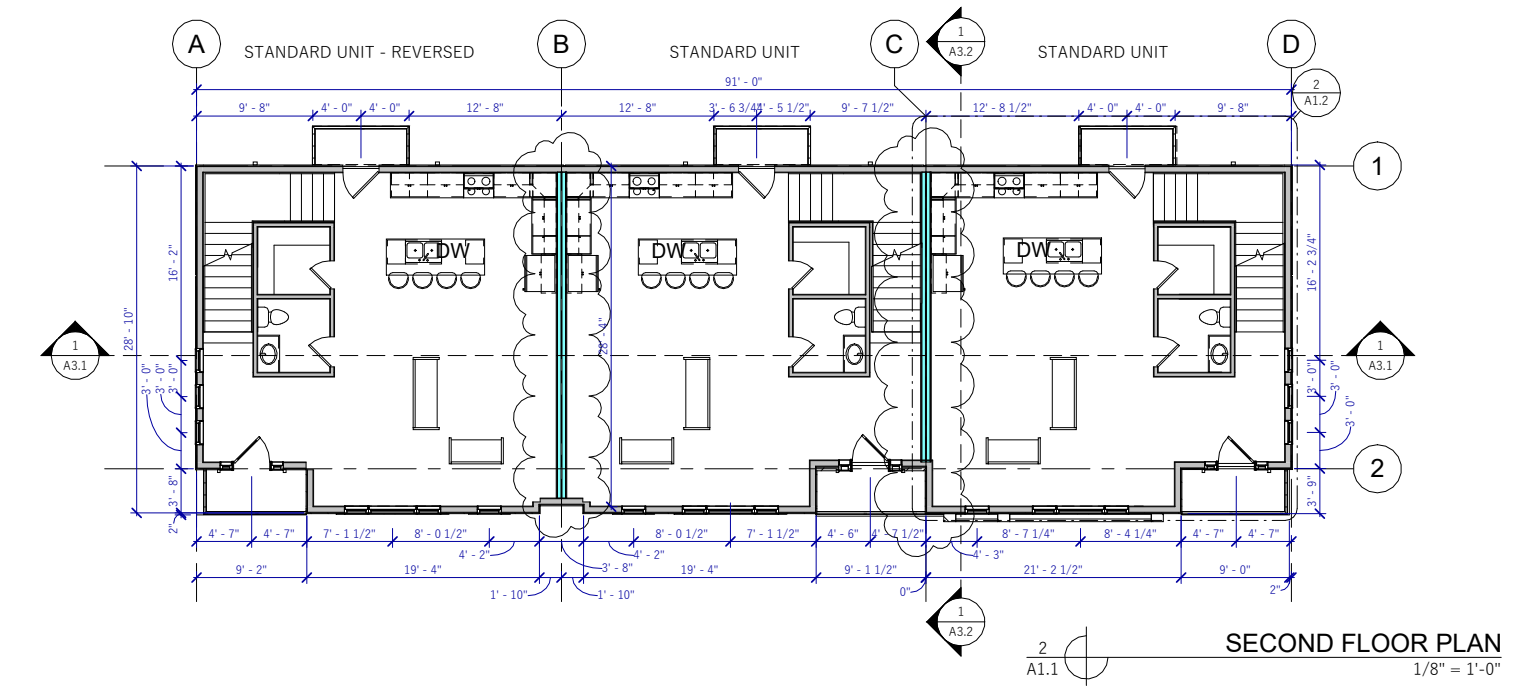 A
STANDARD UNIT - REVERSED
B
STANDARD UNIT
C
1
A3.2
STANDARD UNIT
D
91' - 0"
2
A1.2
9' - 8"
4' - 0"
4' - 0"
12' - 8"
12' - 8"
3' - 6 3/4"
4' - 5 1/2"
9' - 7 1/2"
12' - 8 1/2"
4' - 0"
4' - 0"
9' - 8"
1
DW
DW
DW
16' - 2"
16' - 2 3/4"
28' - 10"
28' - 4"
1
A3.1
1
A3.1
3' - 0"
3' - 0"
3' - 0"
3' - 0"
3' - 0"
3' - 0"
2
3' - 8"
3' - 9"
2"
4' - 7"
4' - 7"
7' - 1 1/2"
8' - 0 1/2"
4' - 2"
3' - 8"
4' - 2"
8' - 0 1/2"
7' - 1 1/2"
4' - 6"
4' - 7 1/2"
4' - 3"
8' - 7 1/4"
8' - 4 1/4"
4' - 7"
4' - 7"
9' - 2"
19' - 4"
1' - 10"
1' - 10"
19' - 4"
9' - 1 1/2"
0"
21' - 2 1/2"
9' - 0"
2"
1
A3.2
2
A1.1
SECOND FLOOR PLAN
1/8" = 1'-0"